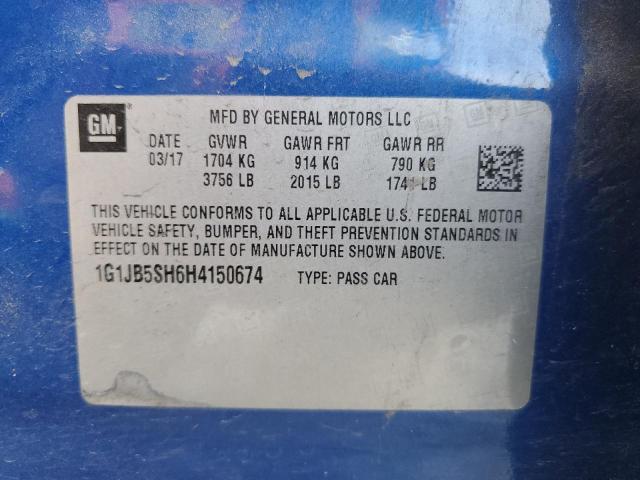 GM
MFD BY GENERAL MOTORS LLC
DATE GVWR GAWR FRT GAWR RR
03/17 1704 KG 914 KG 790 KG
3756 LB 2015 LB 1741 LB
THIS VEHICLE CONFORMS TO ALL APPLICABLE U.S. FEDERAL MOTOR
VEHICLE SAFETY, BUMPER, AND THEFT PREVENTION STANDARDS IN
EFFECT ON THE DATE OF MANUFACTURE SHOWN ABOVE.
1G1JB5SH6H4150674 TYPE: PASS CAR